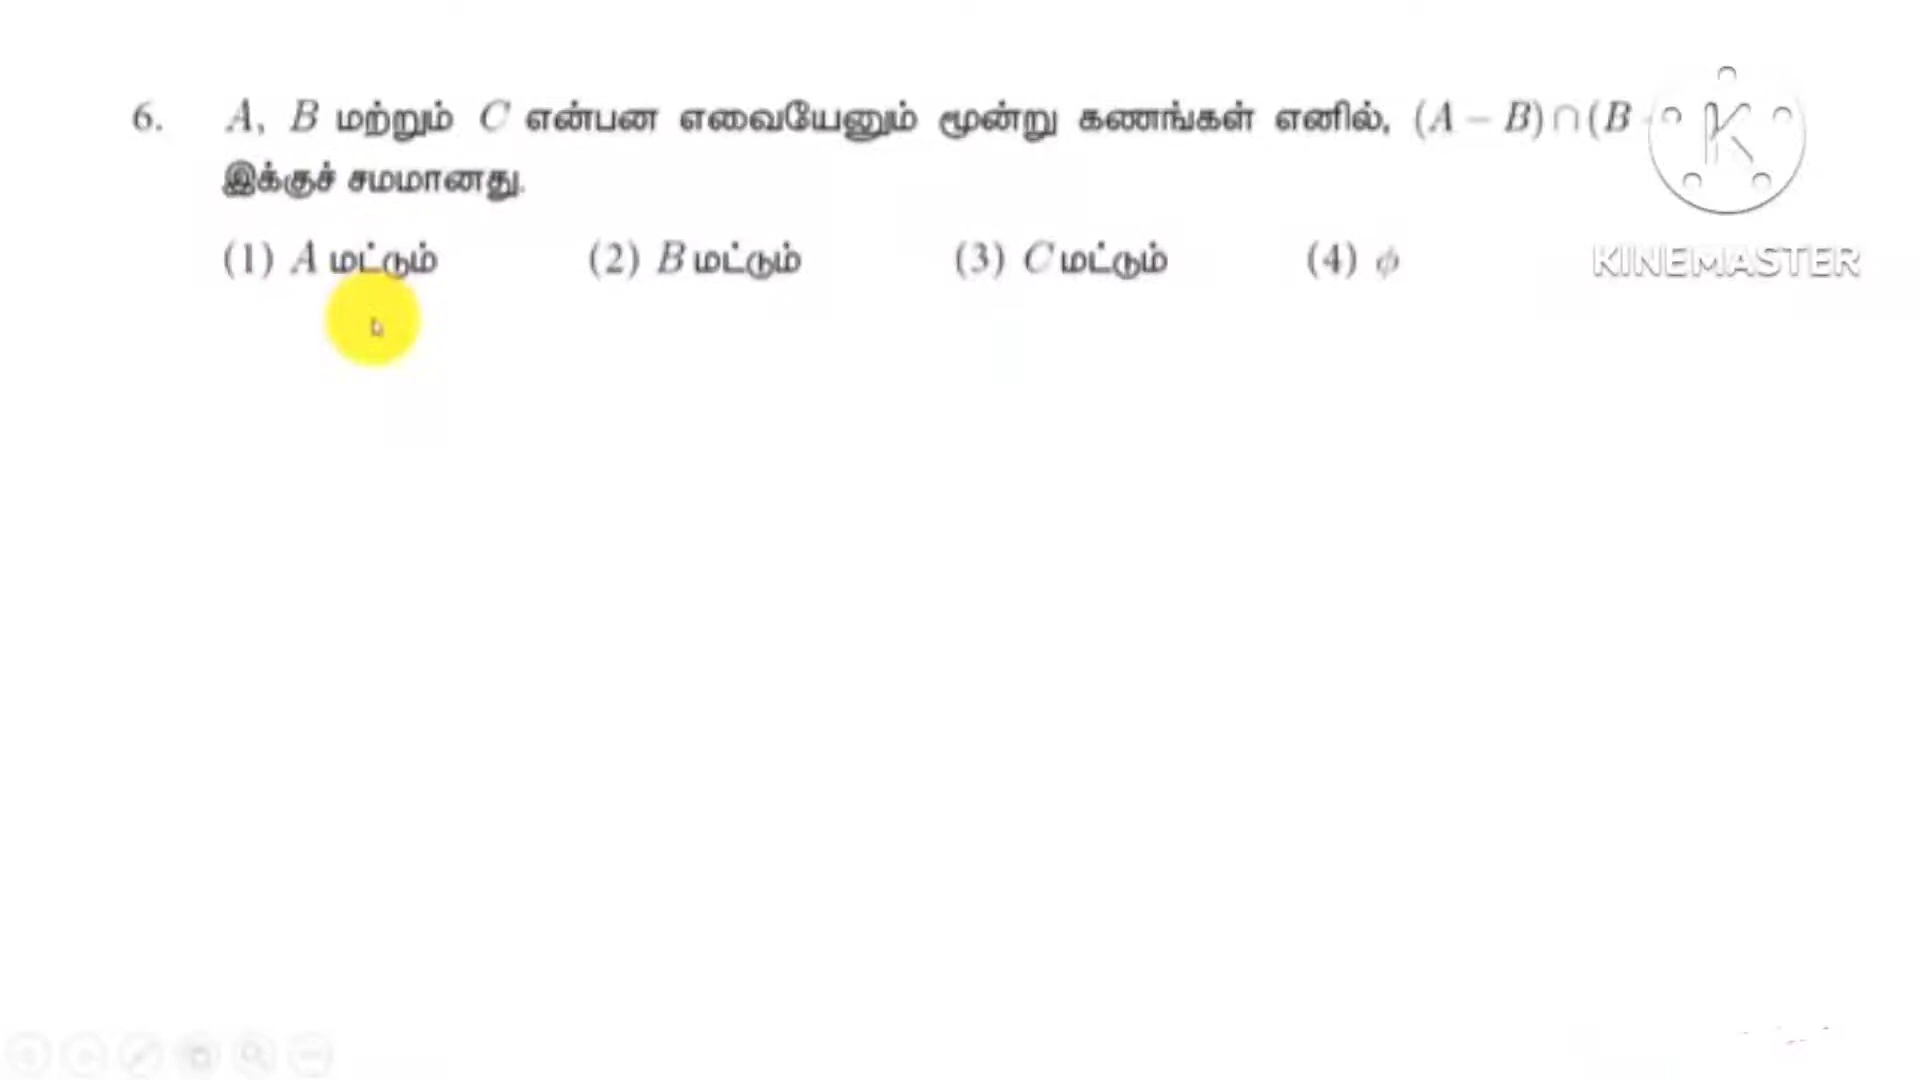 6. A, B மற்றும் C என்பன எவையேனும் மூன்று கணங்கள் எனில், (A − B)∩(B
இக்குச் சமமானது.
(1) A மட்டும் (2) B மட்டும் (3) C மட்டும் (4) ϕ
K
KINEMASTER